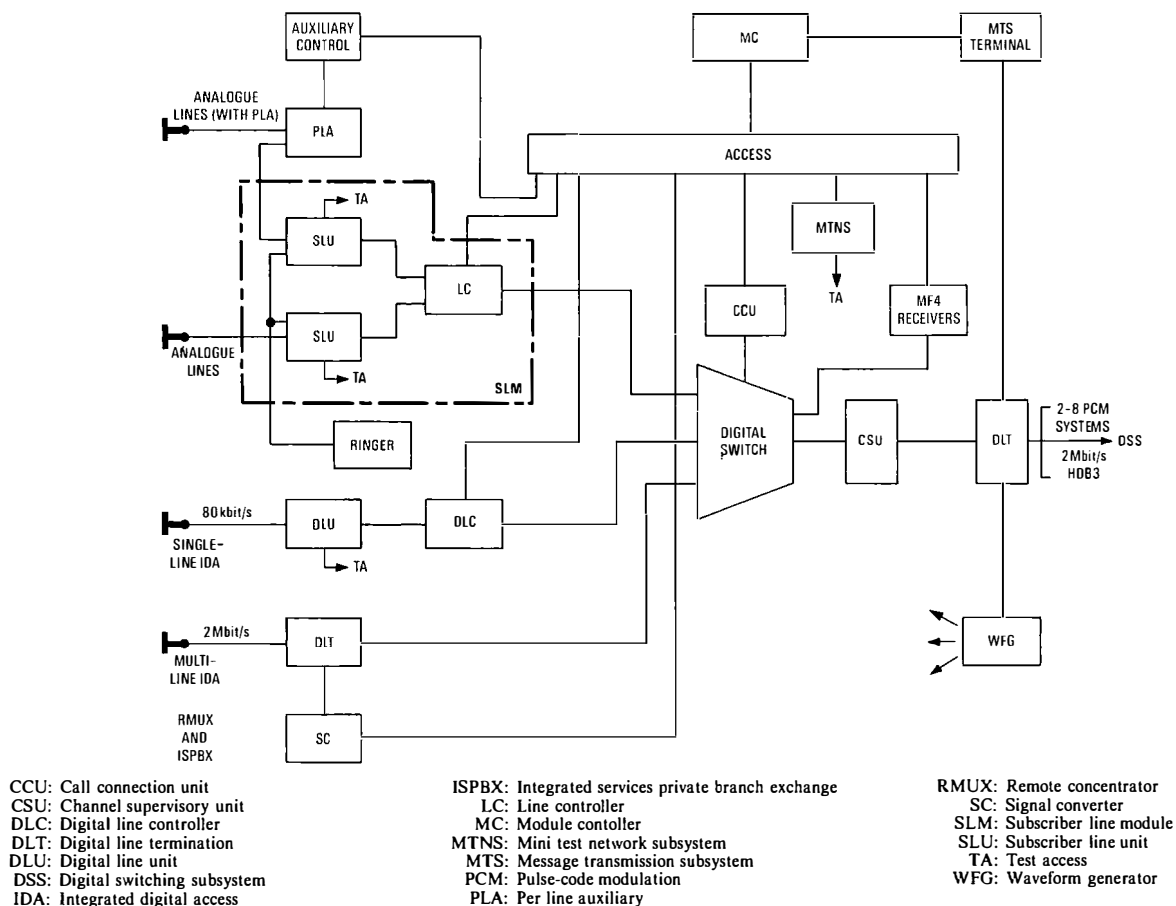 AUXILIARY
CONTROL
MC
MTS
TERMINAL
ANALOGUE
LINES (WITH PLA)
PLA
ACCESS
TA
SLU
LC
MTNS
TA
CCU
MF4
RECEIVERS
SLU
ANALOGUE
LINES
TA
SLM
RINGER
DIGITAL
SWITCH
CSU
DLT
2-8 PCM
SYSTEMS
DSS
2Mbit/s
HDB3
80kbit/s
DLU
DLC
SINGLE-
LINE IDA
TA
2Mbit/s
DLT
MULTI-
LINE IDA
WFG
RMUX
AND
ISPBX
SC
CCU: Call connection unit
CSU: Channel supervisory unit
DLC: Digital line controller
DLT: Digital line termination
DLU: Digital line unit
DSS: Digital switching subsystem
IDA: Integrated digital access
ISPBX: Integrated services private branch exchange
LC: Line controller
MC: Module contoller
MTNS: Mini test network subsystem
MTS: Message transmission subsystem
PCM: Pulse-code modulation
PLA: Per line auxiliary
RMUX: Remote concentrator
SC: Signal converter
SLM: Subscriber line module
SLU: Subscriber line unit
TA: Test access
WFG: Waveform generator